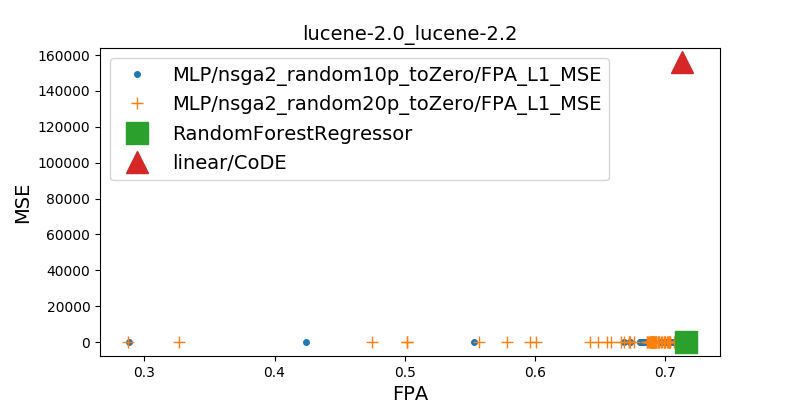 lucene-2.0_lucene-2.2
MLP/nsga2_random10p_toZero/FPA_L1_MSE
MLP/nsga2_random20p_toZero/FPA_L1_MSE
RandomForestRegressor
linear/CoDE
MSE
160000
140000
120000
100000
80000
60000
40000
20000
0
0.3 0.4 0.5 0.6 0.7
FPA